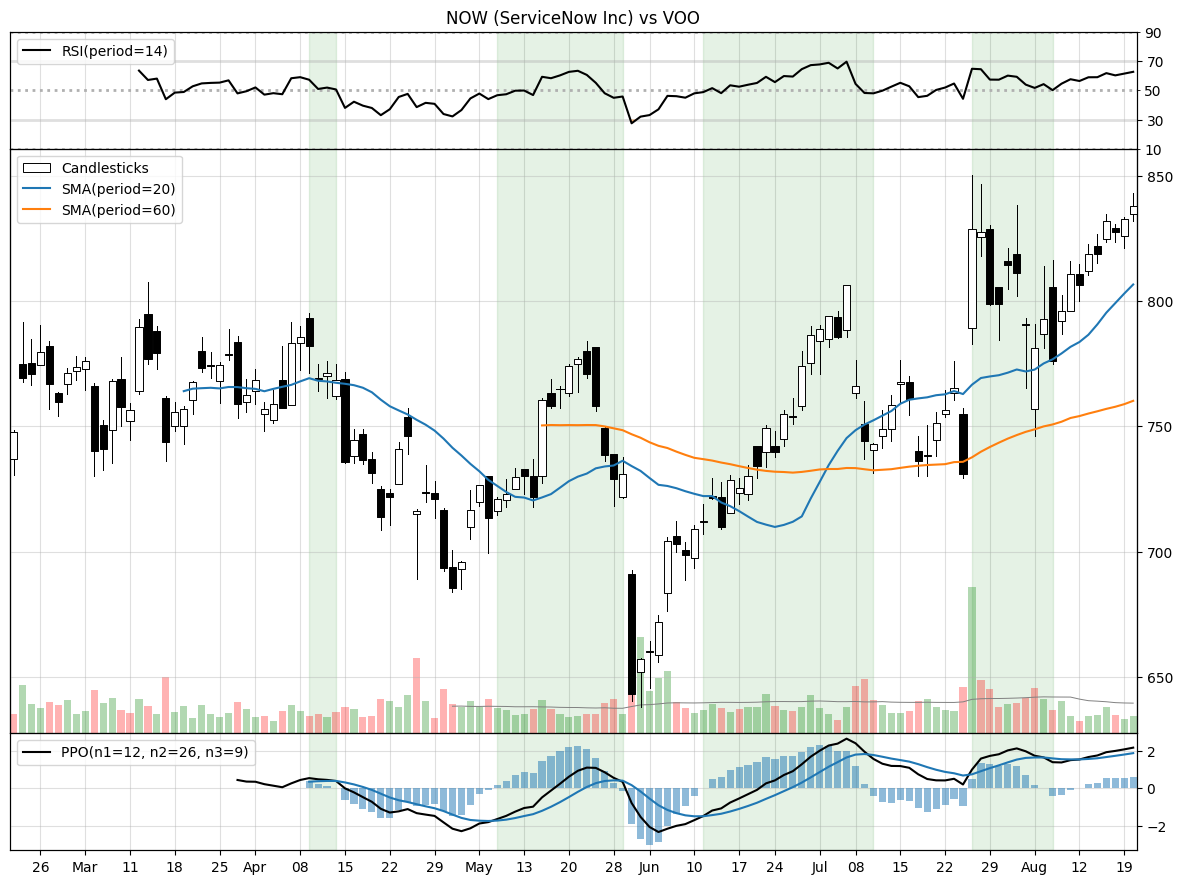 NOW (ServiceNow Inc) vs VOO
RSI(period=14)
90
70
50
30
10
Candlesticks
SMA(period=20)
SMA(period=60)
850
800
750
700
650
PPO(n1=12, n2=26, n3=9)
2
0
−2
26 Mar 11 18 25 Apr 08 15 22 29 May 13 20 28 Jun 10 17 24 Jul 08 15 22 29 Aug 12 19